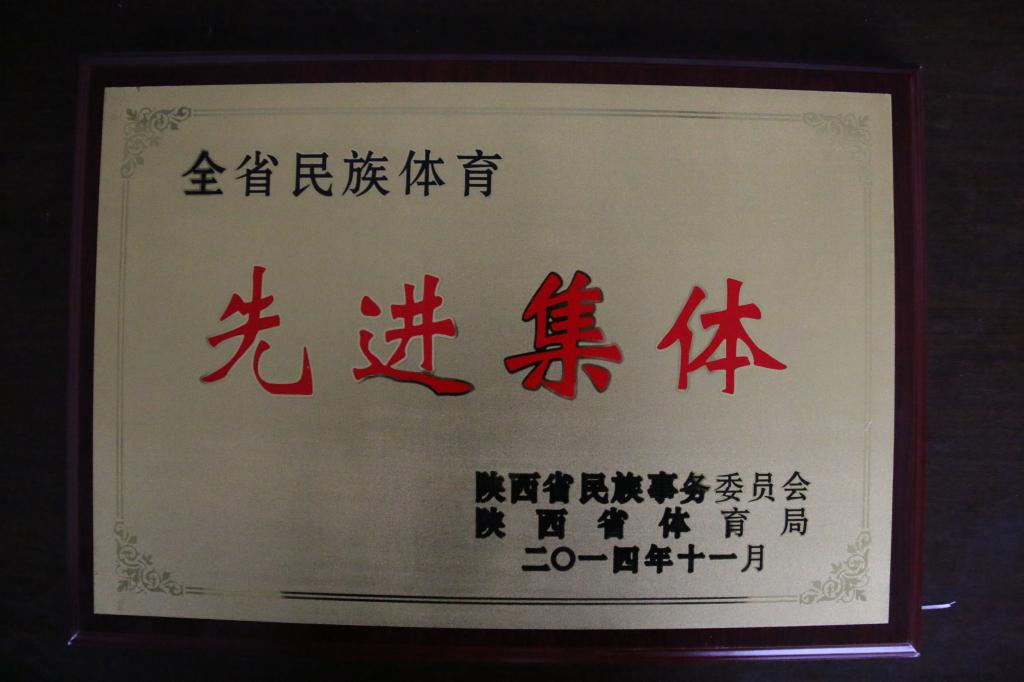 全省民族体育
先进集体
陕西省民族事务委员会
陕西省体育局
二〇一四年十一月